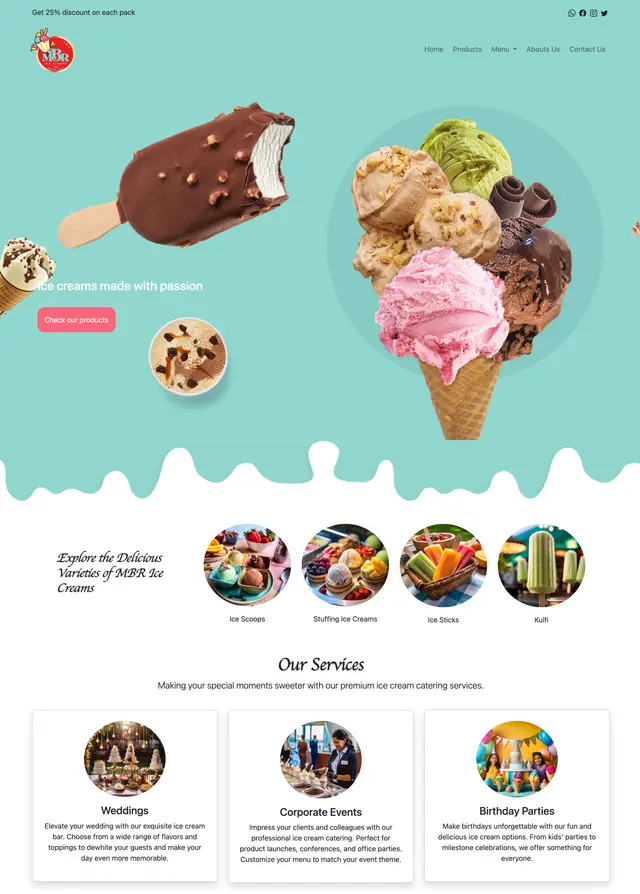 Get 25% discount on each pack
MBR
Home Products Menu Abouts Us Contact Us
Ice creams made with passion
Check our products
Explore the Delicious
Varieties of MBR Ice
Creams
Ice Scoops
Stuffing Ice Creams
Ice Sticks
Kulfi
Our Services
Making your special moments sweeter with our premium ice cream catering services.
Weddings
Elevate your wedding with our exquisite ice cream
bar. Choose from a wide range of flavors and
toppings to dewhite your guests and make your
day even more memorable.
Corporate Events
Impress your clients and colleagues with our
professional ice cream catering. Perfect for
product launches, conferences, and office parties.
Customize your menu to match your event theme.
Birthday Parties
Make birthdays unforgettable with our fun and
delicious ice cream options. From kids' parties to
milestone celebrations, we offer something for
everyone.